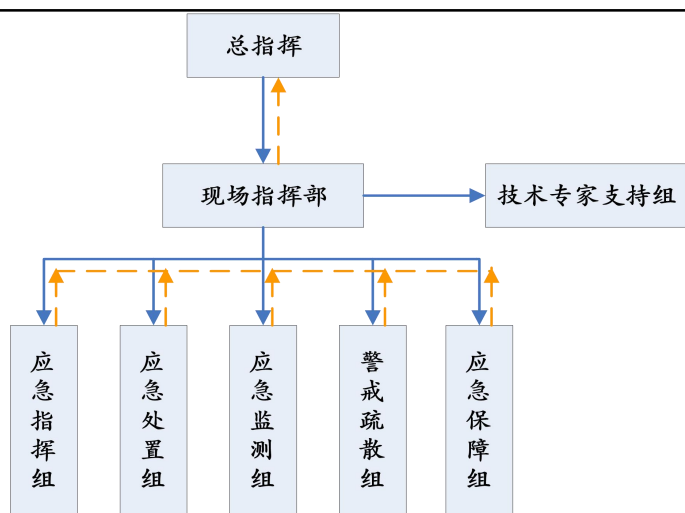 总指挥
现场指挥部
技术专家支持组
应急指挥组
应急处置组
应急监测组
警戒疏散组
应急保障组